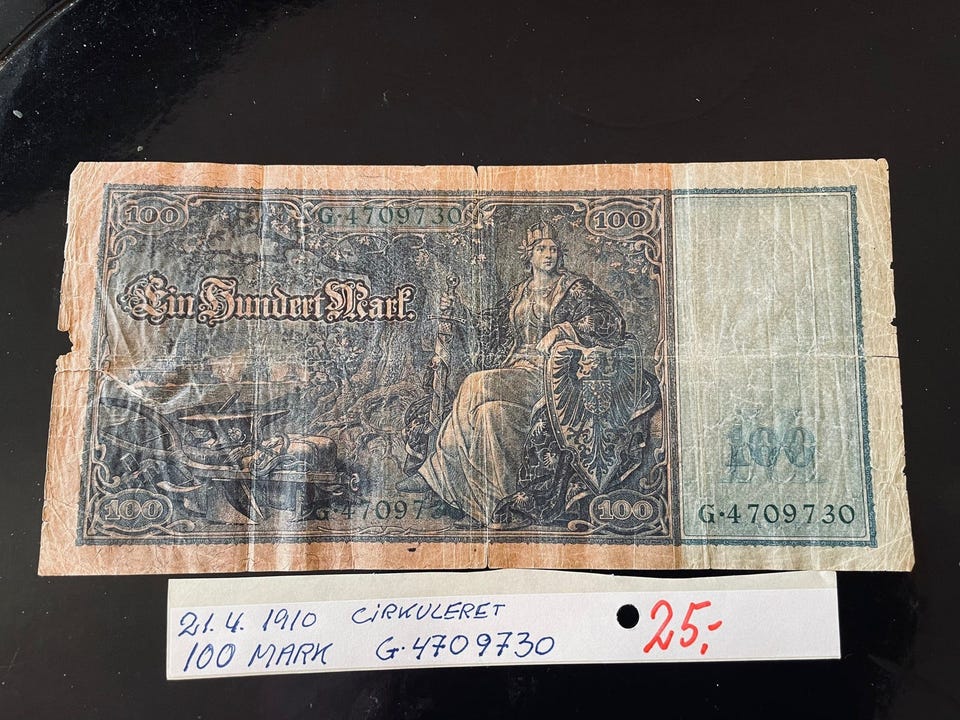 100 G·4709730 100
Ein Hundert Mark.
100
G·4709730
100 G·4709730 100
21.4.1910 CIRKULERET
100 MARK G·4709730
25,-